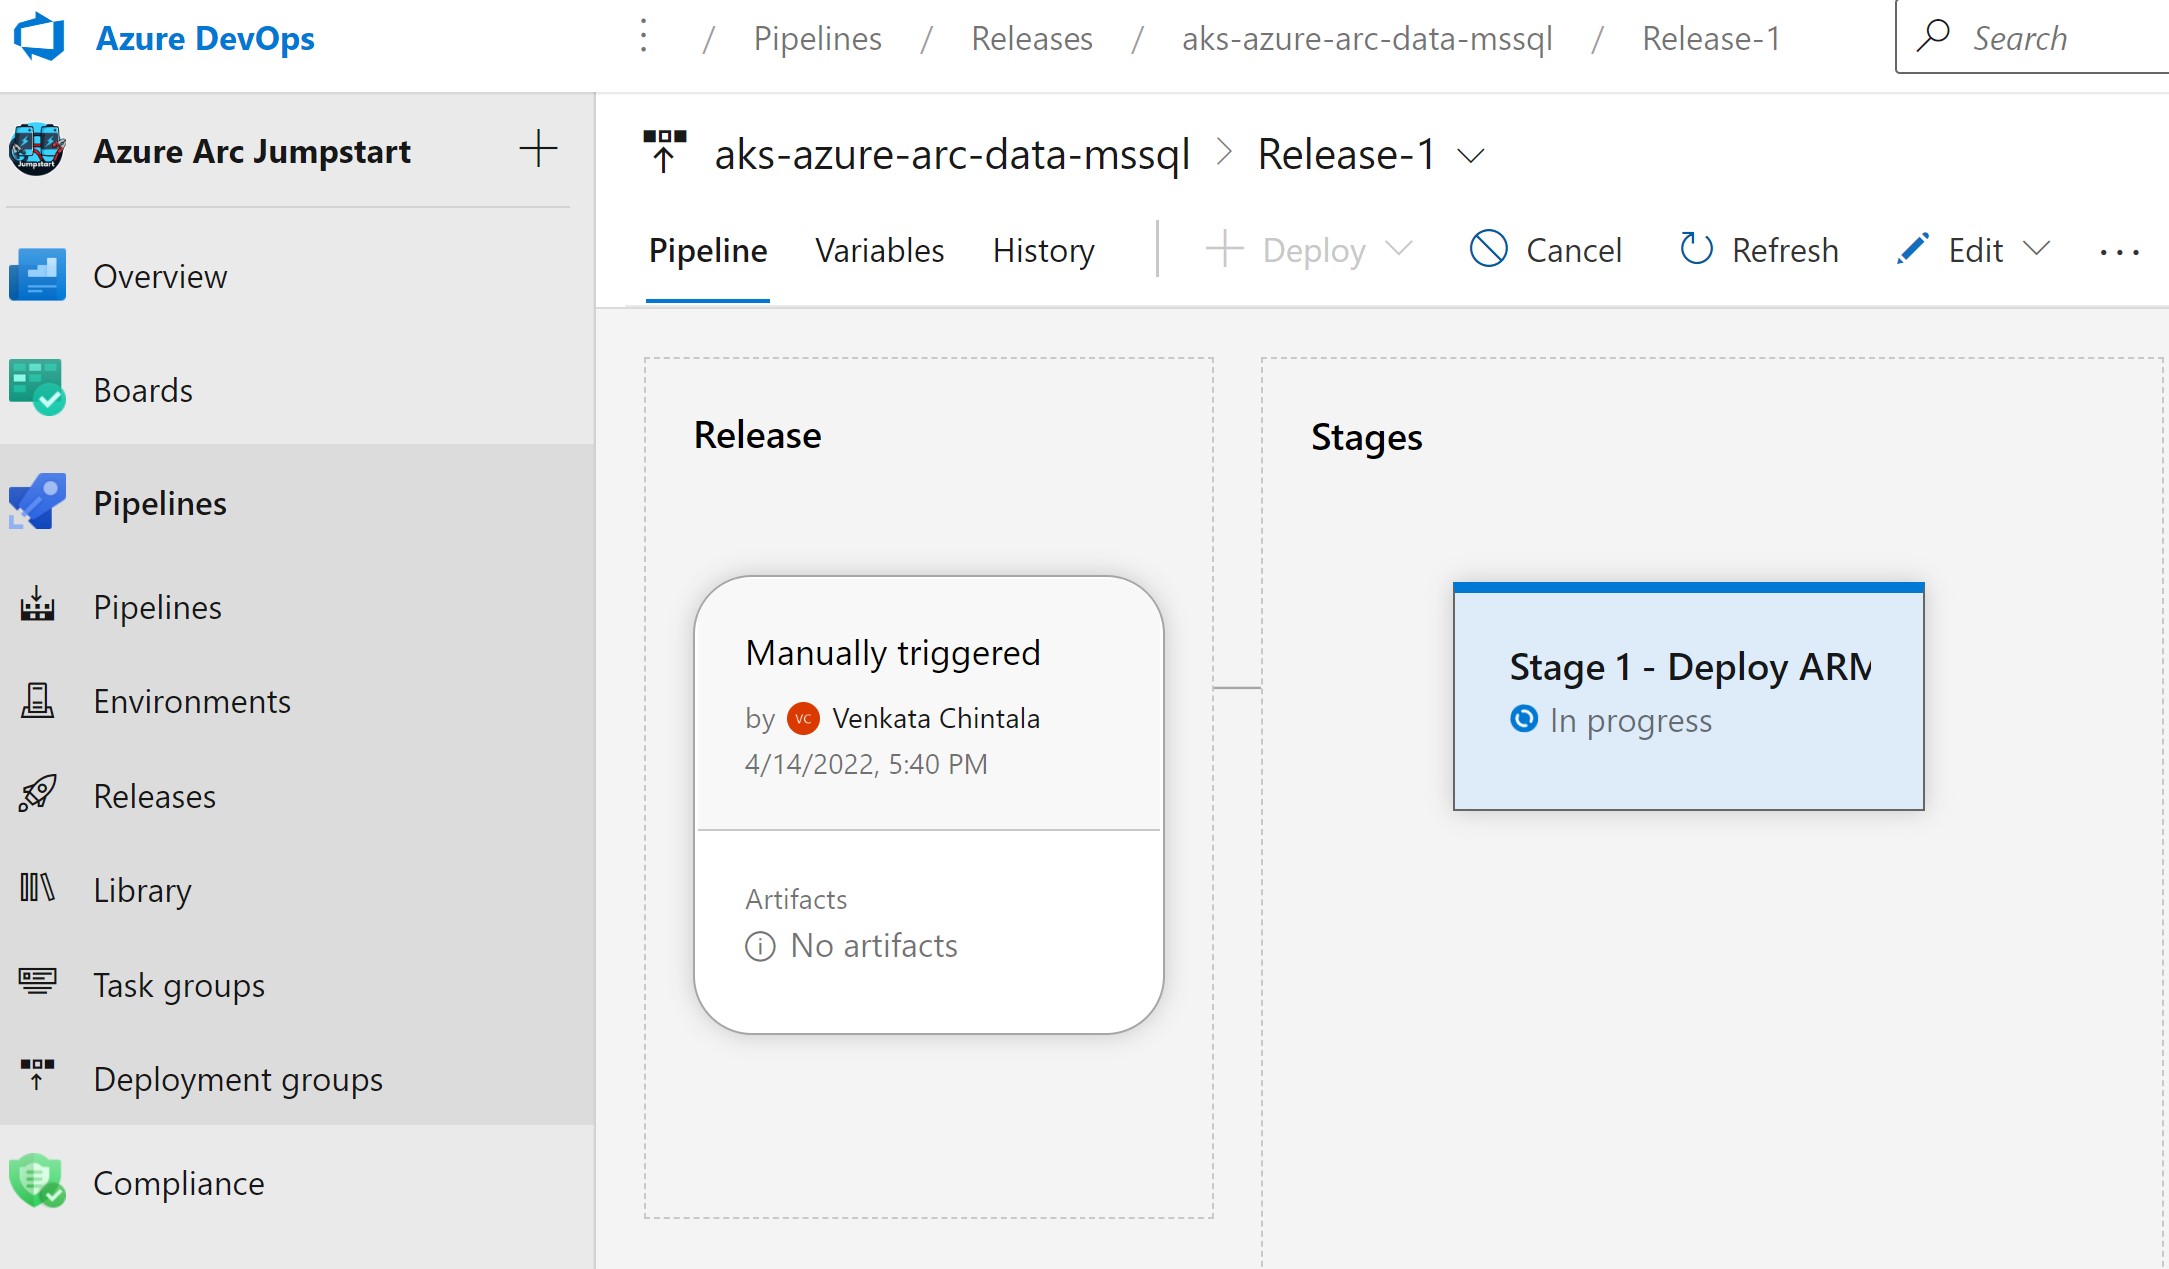 Azure DevOps
/ Pipelines / Releases / aks-azure-arc-data-mssql / Release-1
Search
Azure Arc Jumpstart
Overview
Boards
Pipelines
Pipelines
Environments
Releases
Library
Task groups
Deployment groups
Compliance
aks-azure-arc-data-mssql > Release-1
Pipeline Variables History Deploy Cancel Refresh Edit ...
Release
Manually triggered
by VC Venkata Chintala
4/14/2022, 5:40 PM
Artifacts
No artifacts
Stages
Stage 1 - Deploy ARM
In progress